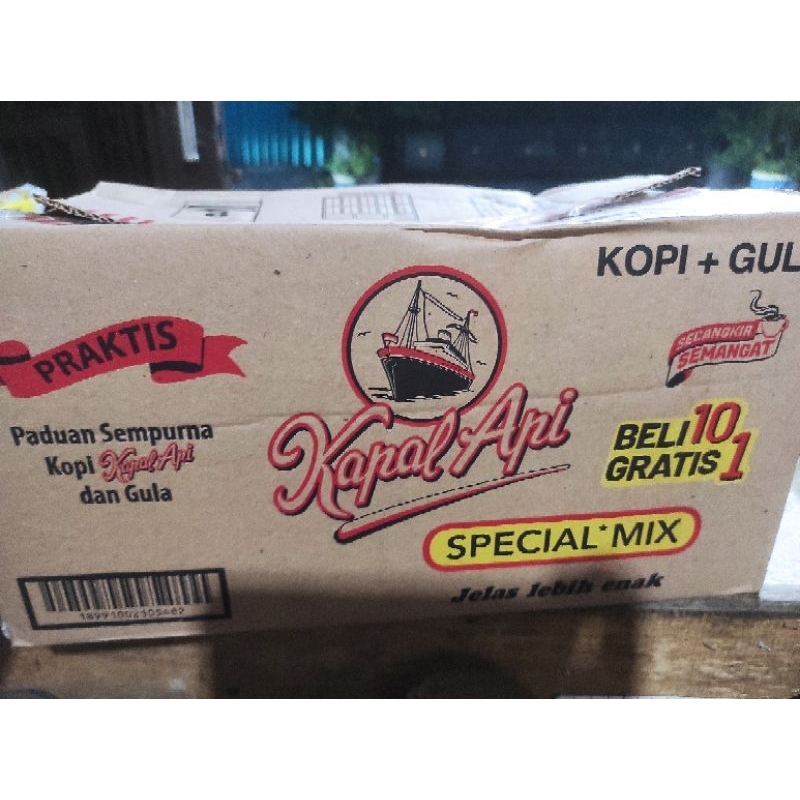 KOPI + GUL
PRAKTIS
SECANGKIR
SEMANGAT
Paduan Sempurna
Kopi Kapal Api
dan Gula
Kapal Api
BELI 10
GRATIS 1
SPECIAL*MIX
Jelas lebih enak